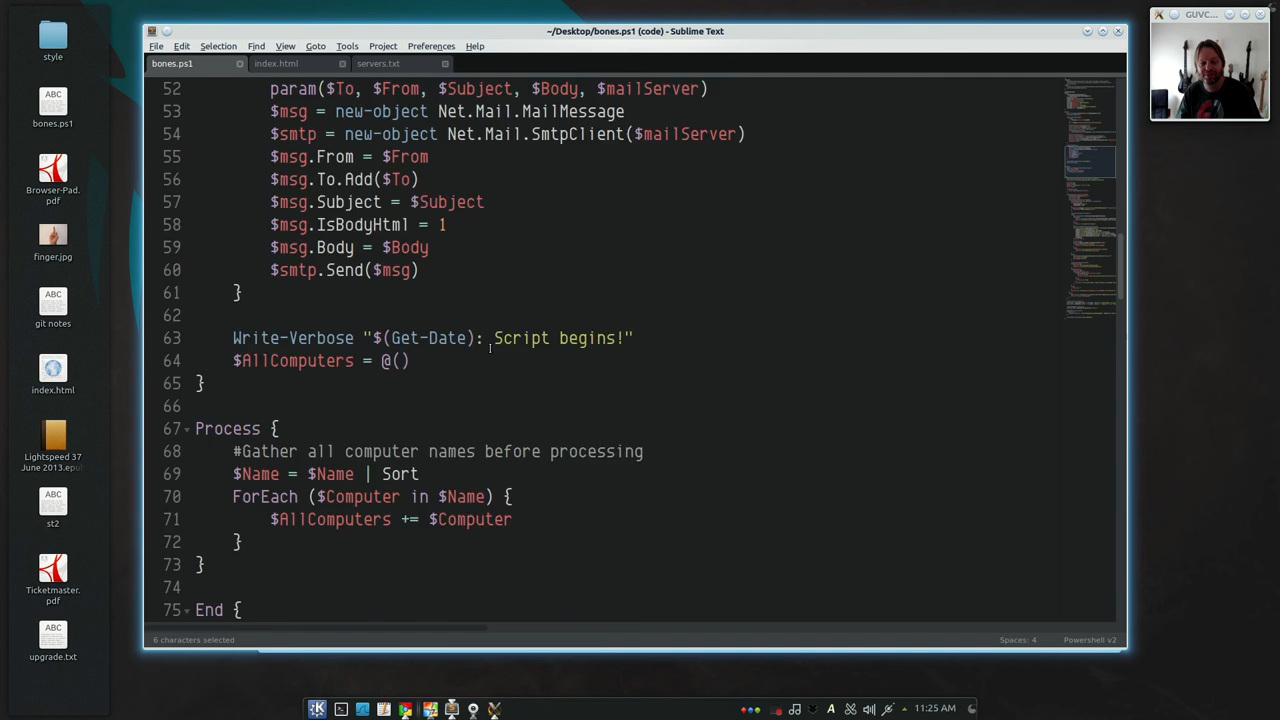 ~/Desktop/bones.ps1 (code) - Sublime Text
GUVC...
File Edit Selection Find View Goto Tools Project Preferences Help
bones.ps1 index.html servers.txt
52 param($To, $From, $Subject, $Body, $mailServer)
53 $msg = new-object Net.Mail.MailMessage
54 $smtp = new-object Net.Mail.SmtpClient($mailServer)
55 $msg.From = $From
56 $msg.To.Add($To)
57 $msg.Subject = $Subject
58 $msg.IsBodyHtml = 1
59 $msg.Body = $Body
60 $smtp.Send($msg)
61 }
62
63 Write-Verbose "$(Get-Date): Script begins!"
64 $AllComputers = @()
65 }
66
67 Process {
68 #Gather all computer names before processing
69 $Name = $Name | Sort
70 ForEach ($Computer in $Name) {
71 $AllComputers += $Computer
72 }
73 }
74
75 End {
6 characters selected
Spaces: 4 Powershell v2
style
ABC
bones.ps1
Browser-Pad.
pdf
finger.jpg
ABC
git notes
index.html
Lightspeed 37
June 2013.epub
ABC
st2
Ticketmaster.
pdf
ABC
upgrade.txt
A
11:25 AM